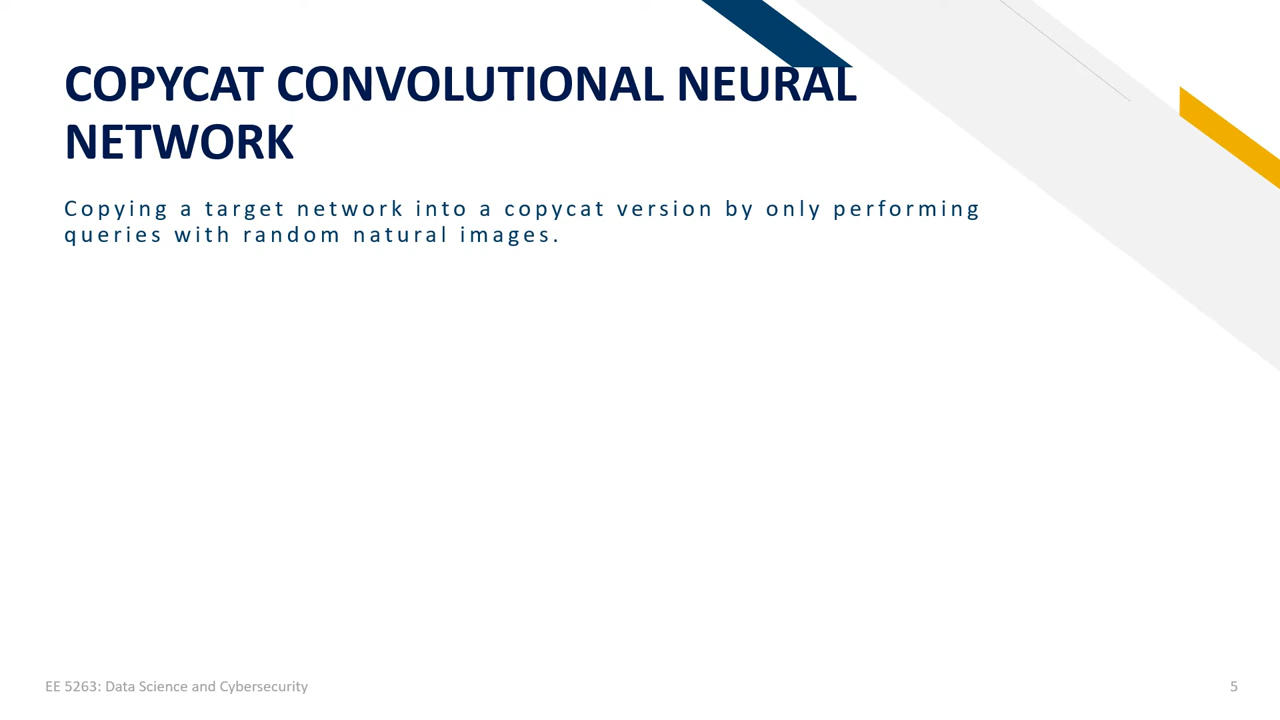 COPYCAT CONVOLUTIONAL NEURAL
NETWORK
Copying a target network into a copycat version by only performing
queries with random natural images.
EE 5263: Data Science and Cybersecurity
5